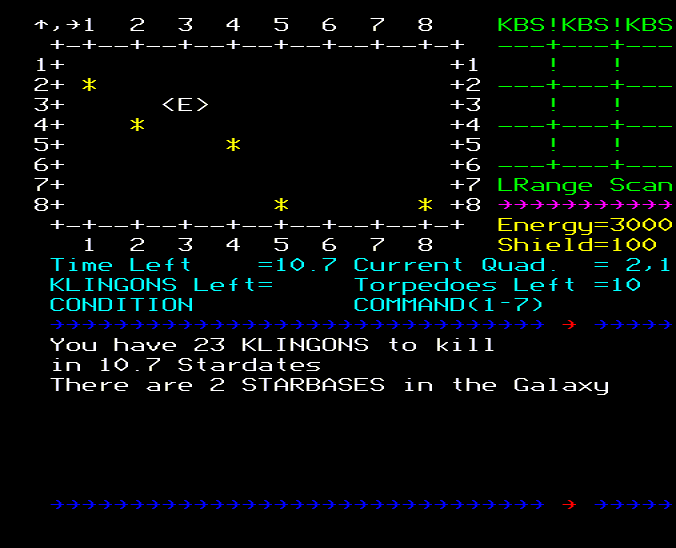 ↑,→1 2 3 4 5 6 7 8 KBS!KBS!KBS
+-+--+--+--+--+--+--+--+-+ ---+---+---
1+ +1 ! !
2+ * +2 ---+---+---
3+ <E> +3 ! !
4+ * +4 ---+---+---
5+ * +5 ! !
6+ +6 ---+---+---
7+ +7 LRange Scan
8+ * * +8 →→→→→→→→→→→
+-+--+--+--+--+--+--+--+-+ Energy=3000
1 2 3 4 5 6 7 8 Shield=100
Time Left =10.7 Current Quad. = 2,1
KLINGONS Left= Torpedoes Left =10
CONDITION COMMAND(1-7)
→→→→→→→→→→→→→→→→→→→→→→→→→→→→→→→ → →→→→→
You have 23 KLINGONS to kill
in 10.7 Stardates
There are 2 STARBASES in the Galaxy
→→→→→→→→→→→→→→→→→→→→→→→→→→→→→→→ → →→→→→